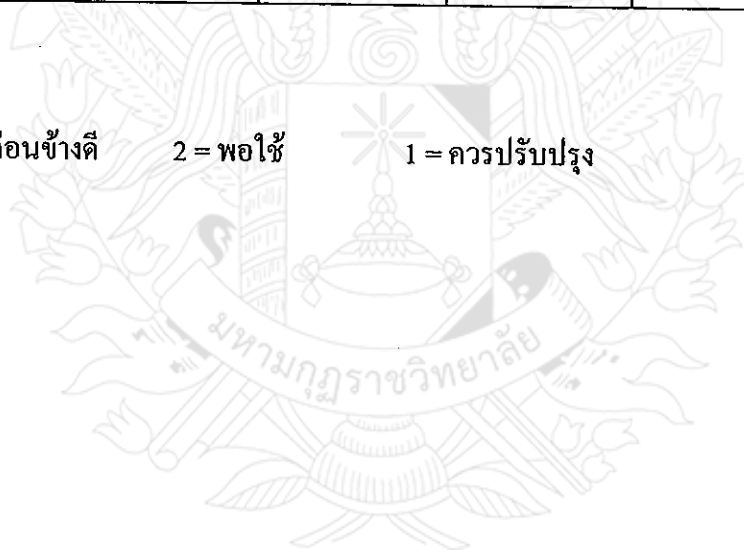 ่อนข้างดี 2 = พอใช้ 1 = ควรปรับปรุง
มหามกุฏราชวิทยาลัย